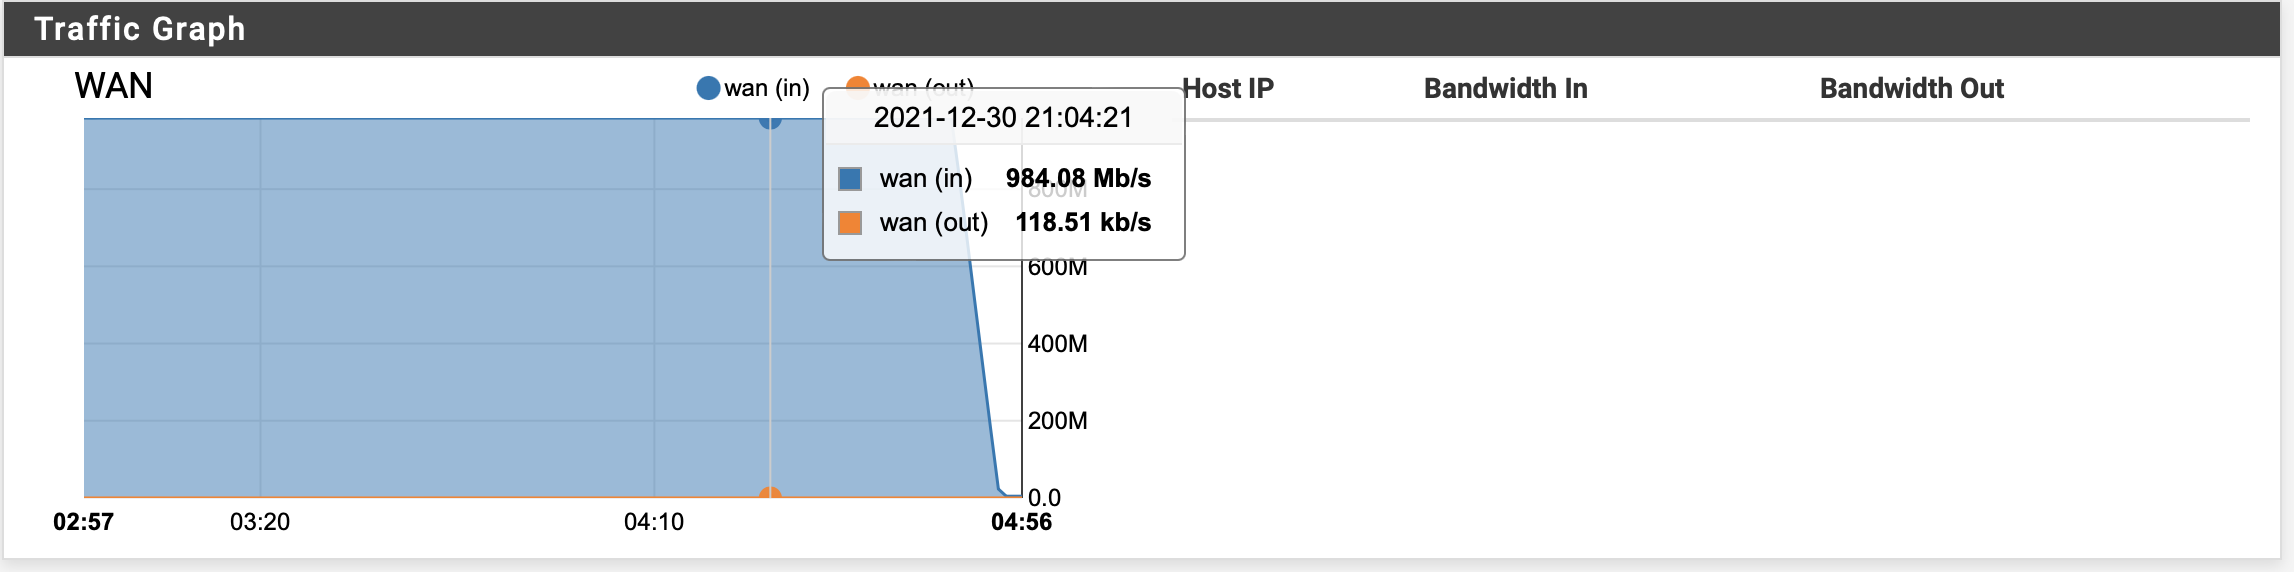 Traffic Graph
WAN
wan (in) wan (out)
Host IP Bandwidth In Bandwidth Out
2021-12-30 21:04:21
wan (in) 984.08 Mb/s
wan (out) 118.51 kb/s
800M
600M
400M
200M
0.0
02:57 03:20 04:10 04:56